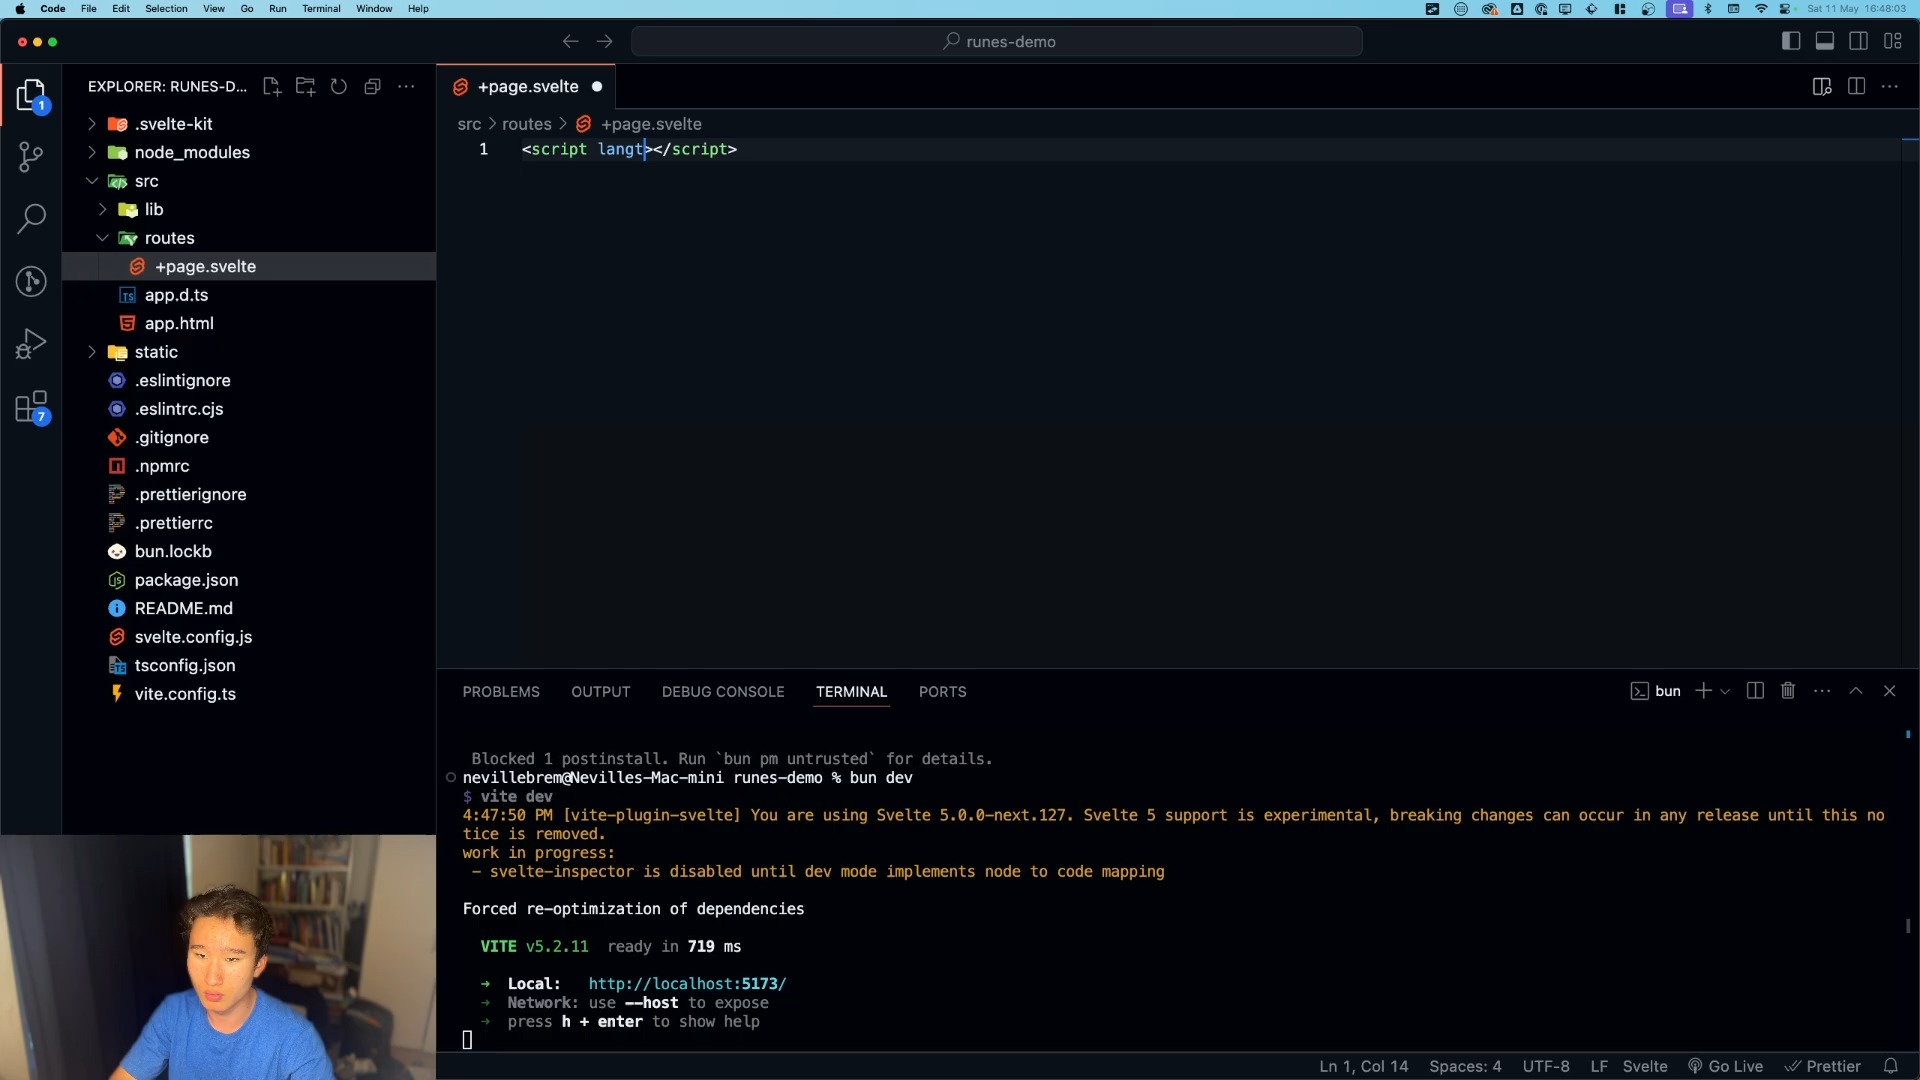 Code File Edit Selection View Go Run Terminal Window Help
Sat 11 May 16:48:03
runes-demo
EXPLORER: RUNES-D...
1
7
.svelte-kit
node_modules
src
lib
routes
+page.svelte
app.d.ts
app.html
static
.eslintignore
.eslintrc.cjs
.gitignore
.npmrc
.prettierignore
.prettierrc
bun.lockb
package.json
README.md
svelte.config.js
tsconfig.json
vite.config.ts
+page.svelte
src > routes > +page.svelte
1 <script langt></script>
PROBLEMS OUTPUT DEBUG CONSOLE TERMINAL PORTS
bun
Blocked 1 postinstall. Run `bun pm untrusted` for details.
nevillebrem@Nevilles-Mac-mini runes-demo % bun dev
$ vite dev
4:47:50 PM [vite-plugin-svelte] You are using Svelte 5.0.0-next.127. Svelte 5 support is experimental, breaking changes can occur in any release until this no
tice is removed.
work in progress:
- svelte-inspector is disabled until dev mode implements node to code mapping
Forced re-optimization of dependencies
VITE v5.2.11 ready in 719 ms
➜ Local: http://localhost:5173/
➜ Network: use --host to expose
➜ press h + enter to show help
Ln 1, Col 14 Spaces: 4 UTF-8 LF Svelte Go Live Prettier